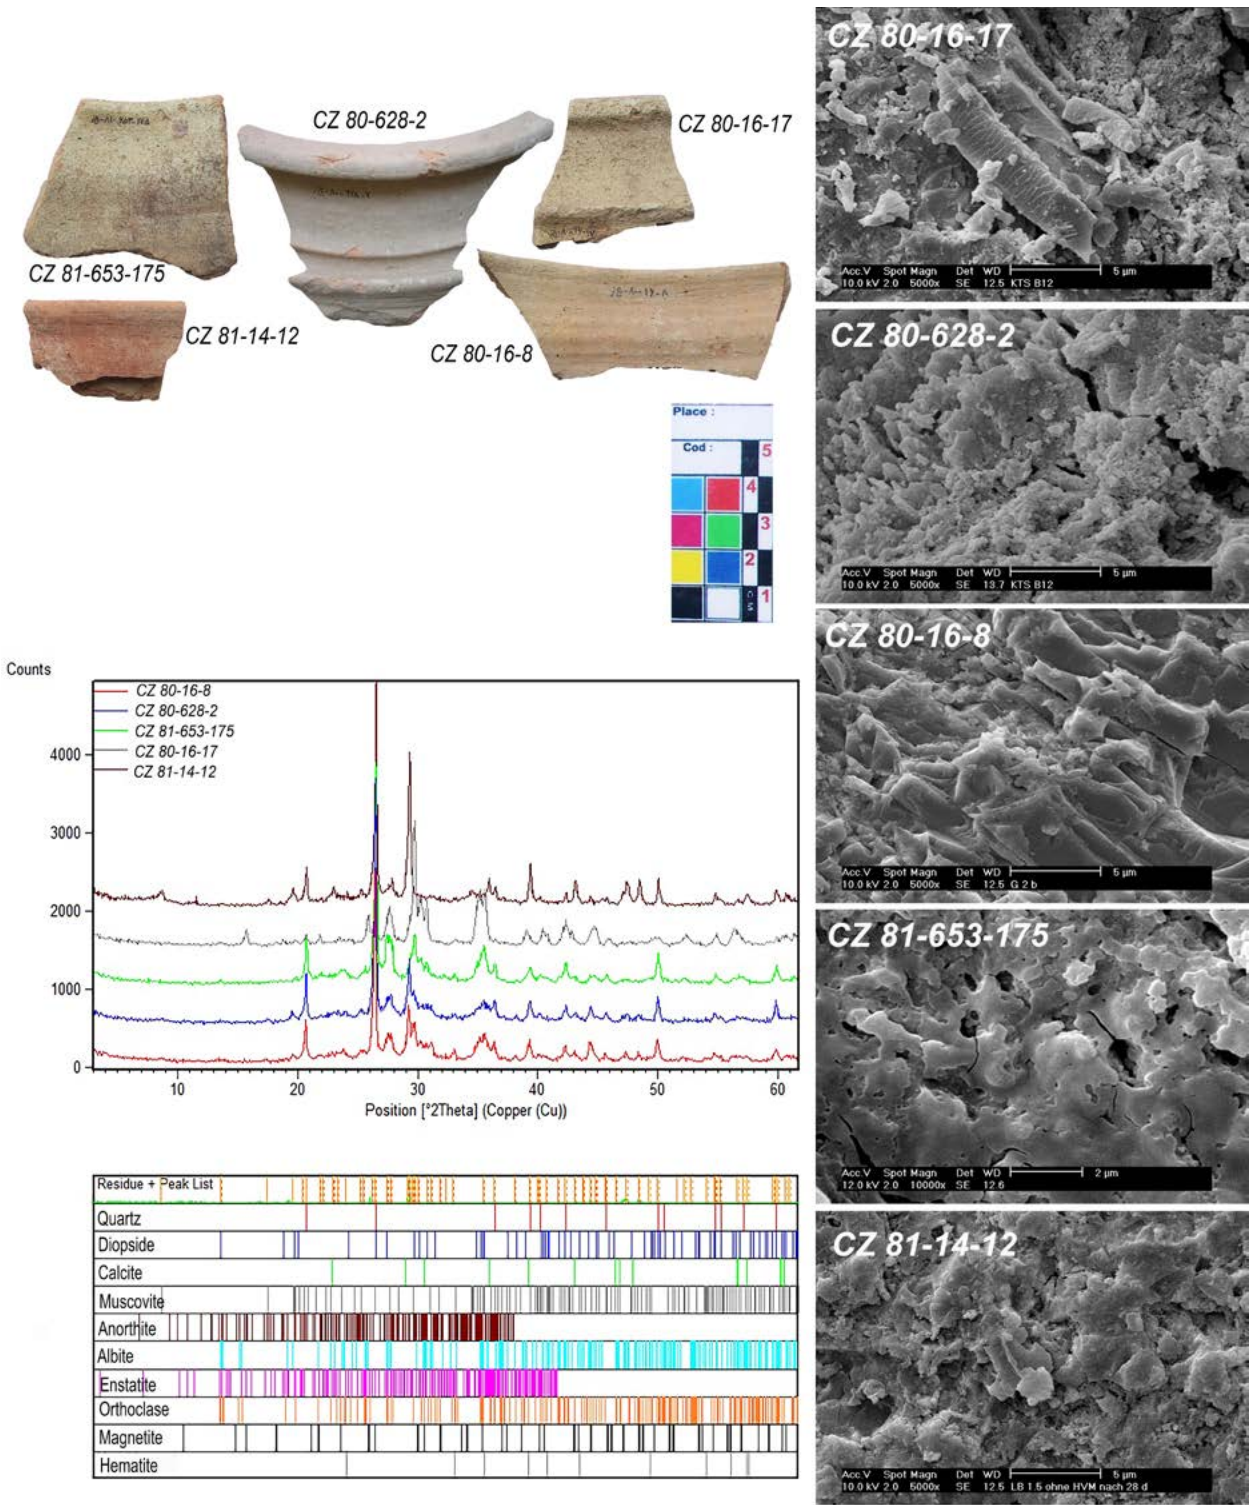 CZ 80-628-2
CZ 80-16-17
CZ 81-653-175
CZ 81-14-12
CZ 80-16-8
Place :
Cod :
5
4
3
2
1
C.M.
Counts
CZ 80-16-8
CZ 80-628-2
CZ 81-653-175
CZ 80-16-17
CZ 81-14-12
4000
3000
2000
1000
0
10 20 30 40 50 60
Position [°2Theta] (Copper (Cu))
Residue + Peak List
Quartz
Diopside
Calcite
Muscovite
Anorthite
Albite
Enstatite
Orthoclase
Magnetite
Hematite
CZ 80-16-17
Acc.V Spot Magn Det WD 5 µm
10.0 kV 2.0 5000x SE 12.5 KTS B12
CZ 80-628-2
Acc.V Spot Magn Det WD 5 µm
10.0 kV 2.0 5000x SE 13.7 KTS B12
CZ 80-16-8
Acc.V Spot Magn Det WD 5 µm
10.0 kV 2.0 5000x SE 12.5 G 2 b
CZ 81-653-175
Acc.V Spot Magn Det WD 2 µm
12.0 kV 2.0 10000x SE 12.6
CZ 81-14-12
Acc.V Spot Magn Det WD 5 µm
10.0 kV 2.0 5000x SE 12.5 LB 1.5 ohne HVM nach 28 d